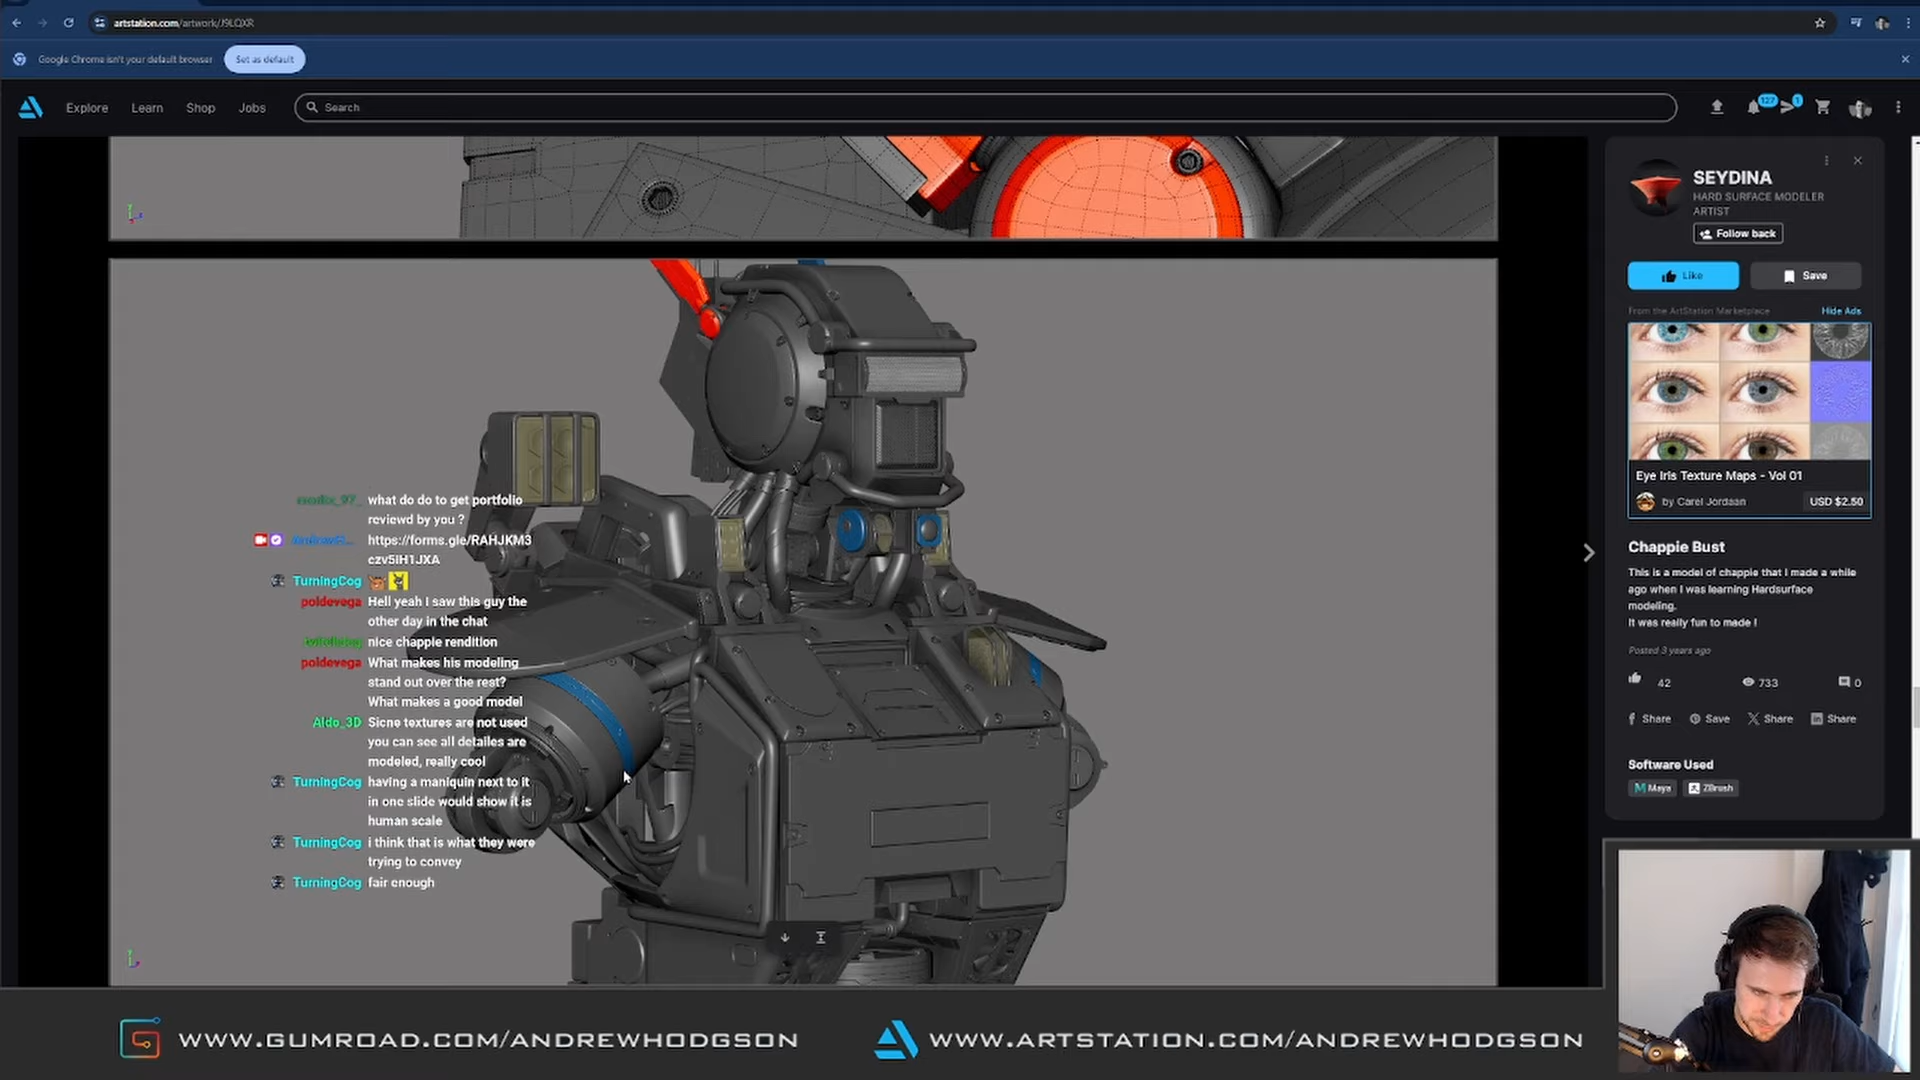 artstation.com/artwork/J9LQXR
Google Chrome isn't your default browser
Set as default
Explore
Learn
Shop
Jobs
Search
127
1
SEYDINA
HARD SURFACE MODELER
ARTIST
Follow back
Like
Save
From the ArtStation Marketplace
Hide Ads
Eye Iris Texture Maps - Vol 01
by Carel Jordaan
USD $2.50
Chappie Bust
This is a model of chappie that I made a while
ago when I was learning Hardsurface
modeling.
It was really fun to made !
Posted 3 years ago
42
733
0
Share
Save
Share
Share
Software Used
Maya
ZBrush
what do do to get portfolio
reviewd by you ?
https://forms.gle/RAHJKM3
czv5iH1JXA
TurningCog
poldevega Hell yeah I saw this guy the
other day in the chat
nice chappie rendition
poldevega What makes his modeling
stand out over the rest?
What makes a good model
Aldo_3D Sicne textures are not used
you can see all detailes are
modeled, really cool
TurningCog having a maniquin next to it
in one slide would show it is
human scale
TurningCog i think that is what they were
trying to convey
TurningCog fair enough
WWW.GUMROAD.COM/ANDREWHODGSON
WWW.ARTSTATION.COM/ANDREWHODGSON